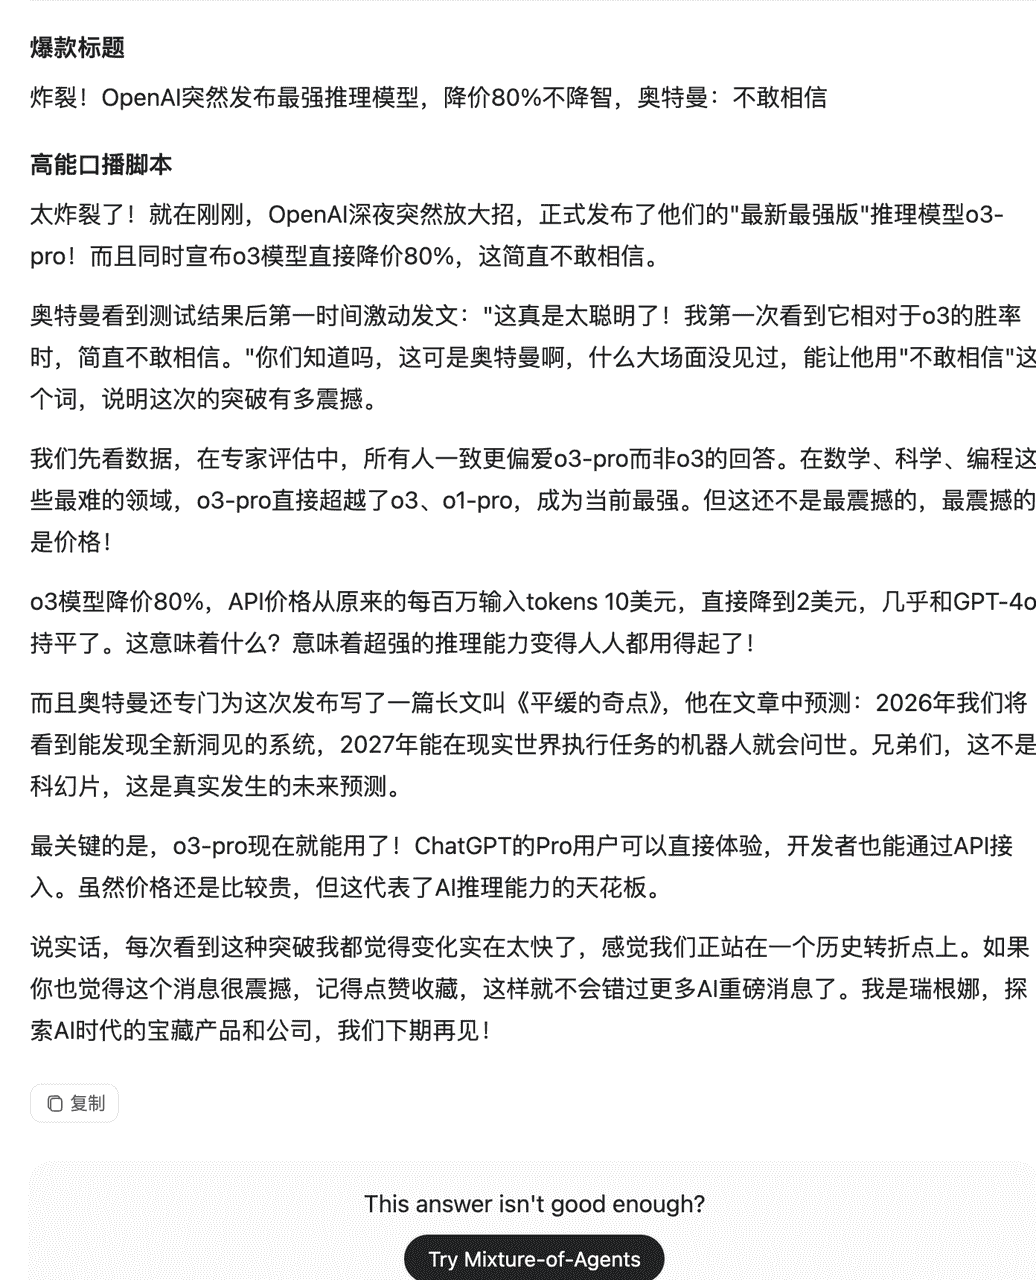 爆款标题
炸裂！OpenAI突然发布最强推理模型，降价80%不降智，奥特曼：不敢相信
高能口播脚本
太炸裂了！就在刚刚，OpenAI深夜突然放大招，正式发布了他们的"最新最强版"推理模型o3-
pro！而且同时宣布o3模型直接降价80%，这简直不敢相信。
奥特曼看到测试结果后第一时间激动发文："这真是太聪明了！我第一次看到它相对于o3的胜率
时，简直不敢相信。"你们知道吗，这可是奥特曼啊，什么大场面没见过，能让他用"不敢相信"这
个词，说明这次的突破有多震撼。
我们先看数据，在专家评估中，所有人一致更偏爱o3-pro而非o3的回答。在数学、科学、编程这
些最难的领域，o3-pro直接超越了o3、o1-pro，成为当前最强。但这还不是最震撼的，最震撼的
是价格！
o3模型降价80%，API价格从原来的每百万输入tokens 10美元，直接降到2美元，几乎和GPT-4o
持平了。这意味着什么？意味着超强的推理能力变得人人都用得起了！
而且奥特曼还专门为这次发布写了一篇长文叫《平缓的奇点》，他在文章中预测：2026年我们将
看到能发现全新洞见的系统，2027年能在现实世界执行任务的机器人就会问世。兄弟们，这不是
科幻片，这是真实发生的未来预测。
最关键的是，o3-pro现在就能用了！ChatGPT的Pro用户可以直接体验，开发者也能通过API接
入。虽然价格还是比较贵，但这代表了AI推理能力的天花板。
说实话，每次看到这种突破我都觉得变化实在太快了，感觉我们正站在一个历史转折点上。如果
你也觉得这个消息很震撼，记得点赞收藏，这样就不会错过更多AI重磅消息了。我是瑞根娜，探
索AI时代的宝藏产品和公司，我们下期再见！
复制
This answer isn't good enough?
Try Mixture-of-Agents